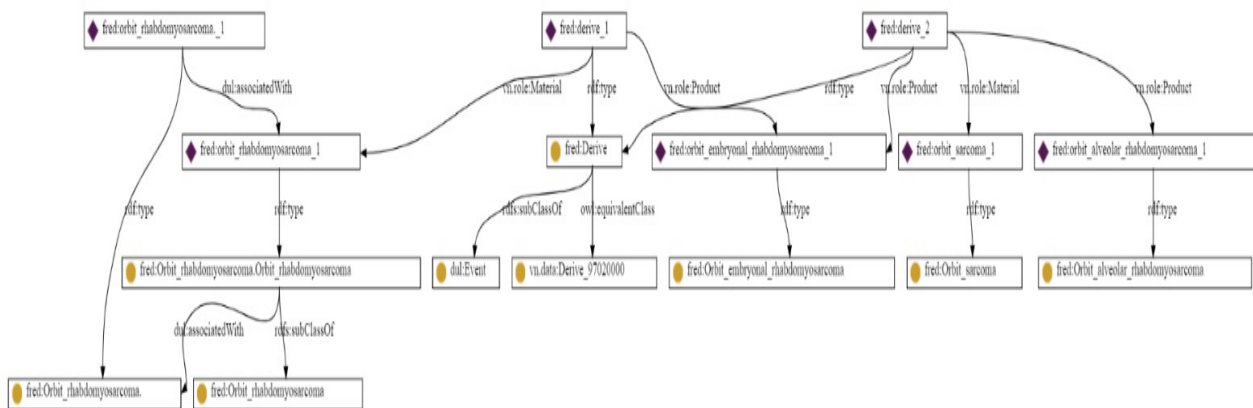 fred:orbit_rhabdomyosarcoma._1
fred:derive_1
fred:derive_2
dul:associatedWith
vn.role:Material
rdf:type
vn.role:Product
rdf:type
vn.role:Product
vn.role:Material
vn.role:Product
fred:orbit_rhabdomyosarcoma_1
fred:Derive
fred:orbit_embryonal_rhabdomyosarcoma_1
fred:orbit_sarcoma_1
fred:orbit_alveolar_rhabdomyosarcoma_1
rdf:type
rdf:type
rdfs:subClassOf
owl:equivalentClass
rdf:type
rdf:type
rdf:type
fred:Orbit_rhabdomyosarcoma.Orbit_rhabdomyosarcoma
dul:Event
vn.data:Derive_97020000
fred:Orbit_embryonal_rhabdomyosarcoma
fred:Orbit_sarcoma
fred:Orbit_alveolar_rhabdomyosarcoma
dul:associatedWith
rdfs:subClassOf
fred:Orbit_rhabdomyosarcoma.
fred:Orbit_rhabdomyosarcoma